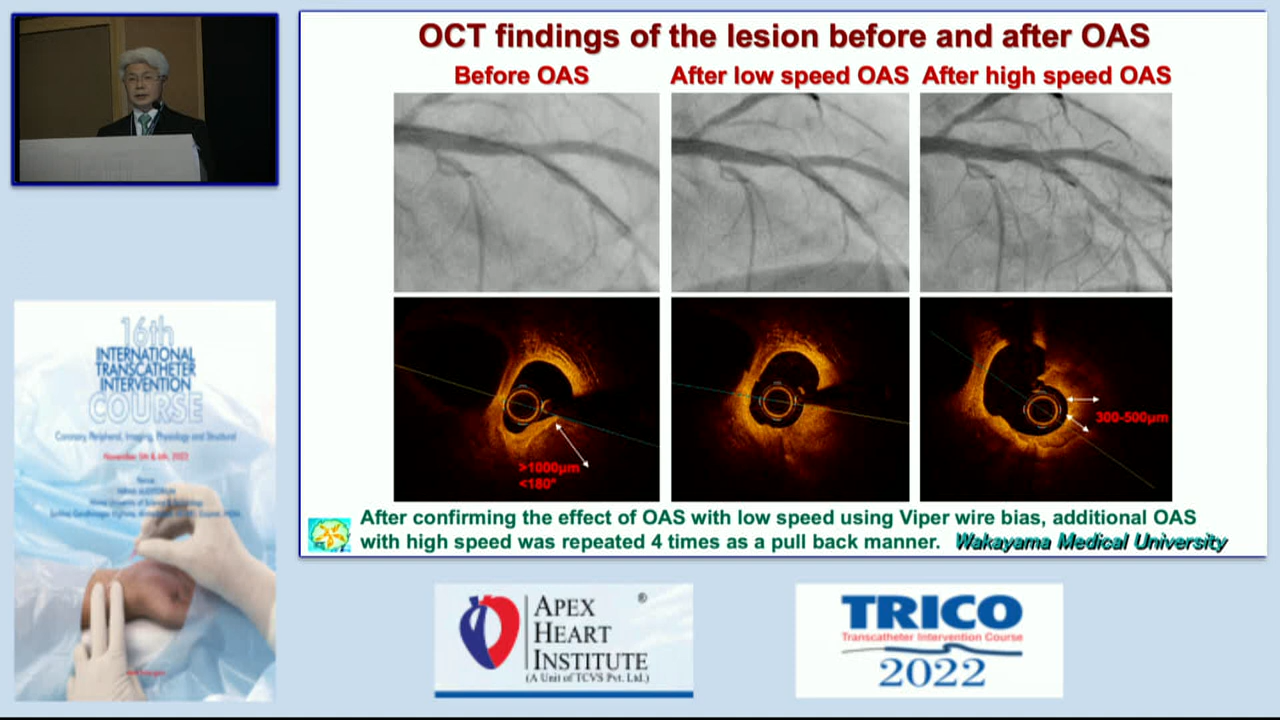 OCT findings of the lesion before and after OAS
Before OAS
After low speed OAS
After high speed OAS
>1000µm
<180°
300-500µm
After confirming the effect of OAS with low speed using Viper wire bias, additional OAS
with high speed was repeated 4 times as a pull back manner.
Wakayama Medical University
16th
INTERNATIONAL
TRANSCATHETER
INTERVENTION
COURSE
Coronary, Peripheral, Imaging, Physiology and Structural
November 5th & 6th, 2022
APEX
HEART
INSTITUTE
(A Unit of TCVS Pvt. Ltd.)
®
TRICO
Transcatheter Intervention Course
2022